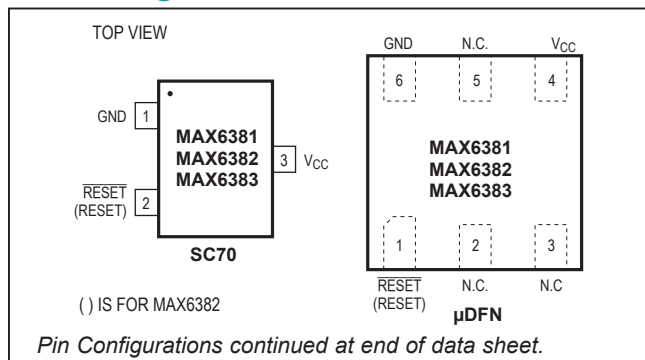 TOP VIEW
GND 1
MAX6381
MAX6382
MAX6383
3 VCC
RESET
(RESET)
2
SC70
GND N.C. VCC
6 5 4
MAX6381
MAX6382
MAX6383
1 2 3
RESET
(RESET)
N.C. N.C
µDFN
( ) IS FOR MAX6382
Pin Configurations continued at end of data sheet.